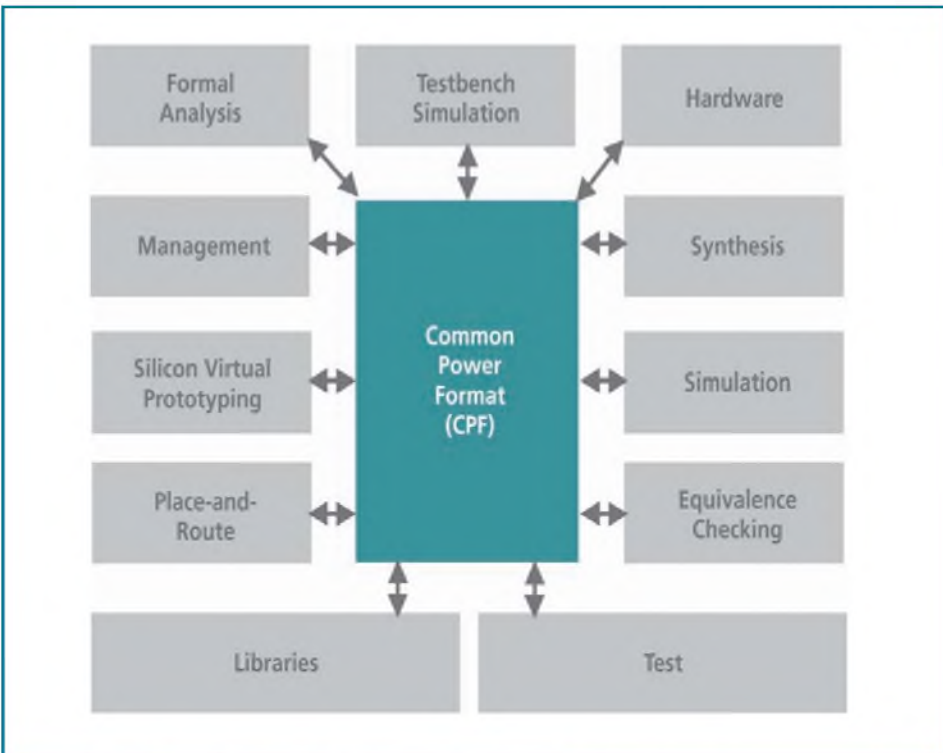 Formal
Analysis
Testbench
Simulation
Hardware
Management
Synthesis
Common
Power
Format
(CPF)
Silicon Virtual
Prototyping
Simulation
Place-and-
Route
Equivalence
Checking
Libraries
Test